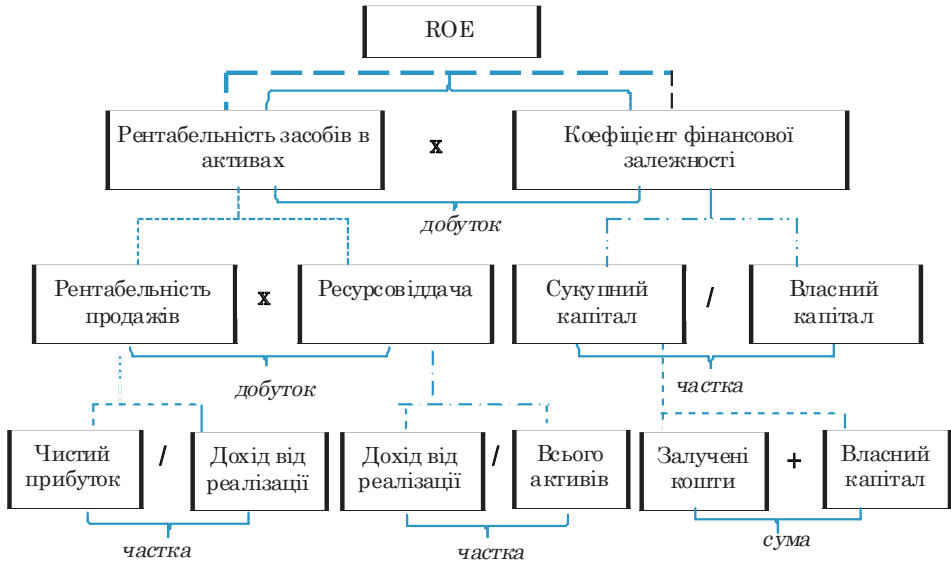 ROE
Рентабельність засобів в
активах
х
Коефіцієнт фінансової
залежності
добуток
Рентабельність
продажів
х
Ресурсовіддача
Сукупний
капітал
/
Власний
капітал
добуток
частка
Чистий
прибуток
/
Дохід від
реалізації
Дохід від
реалізації
/
Всього
активів
Залучені
кошти
+
Власний
капітал
частка
частка
сума